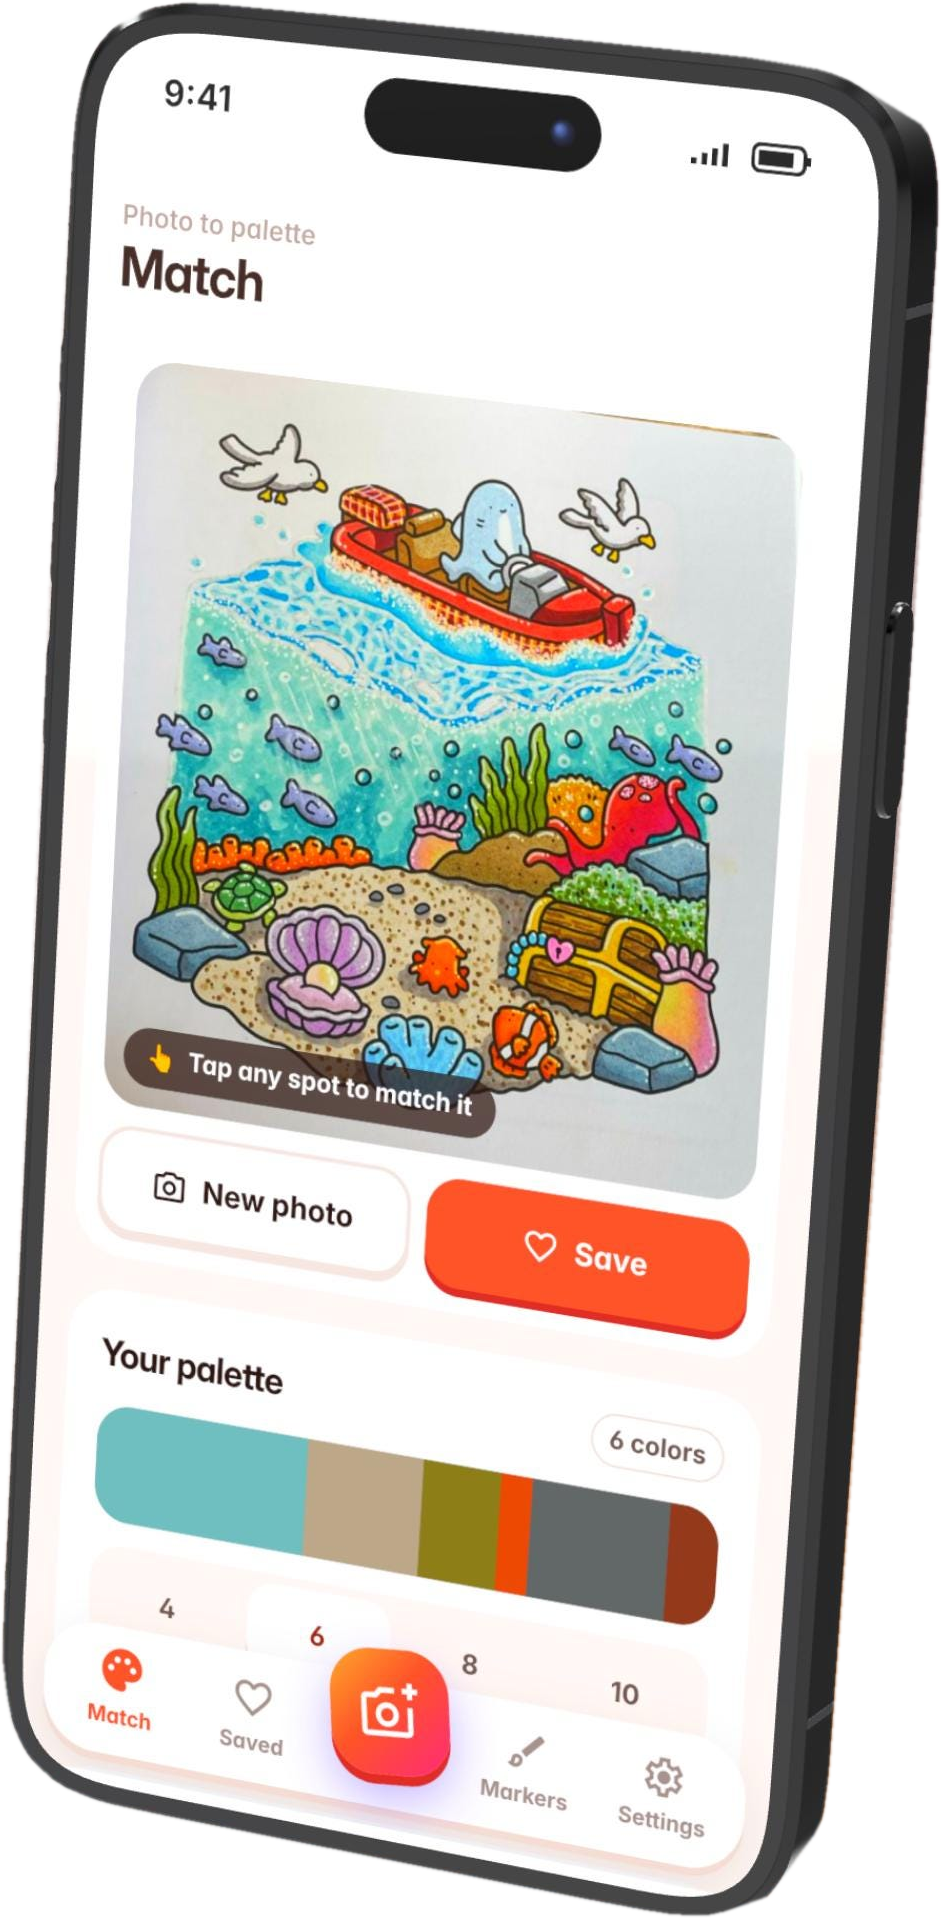 9:41
Photo to palette
Match
👆 Tap any spot to match it
New photo
Save
Your palette
6 colors
4
6
8
10
Match
Saved
Markers
Settings